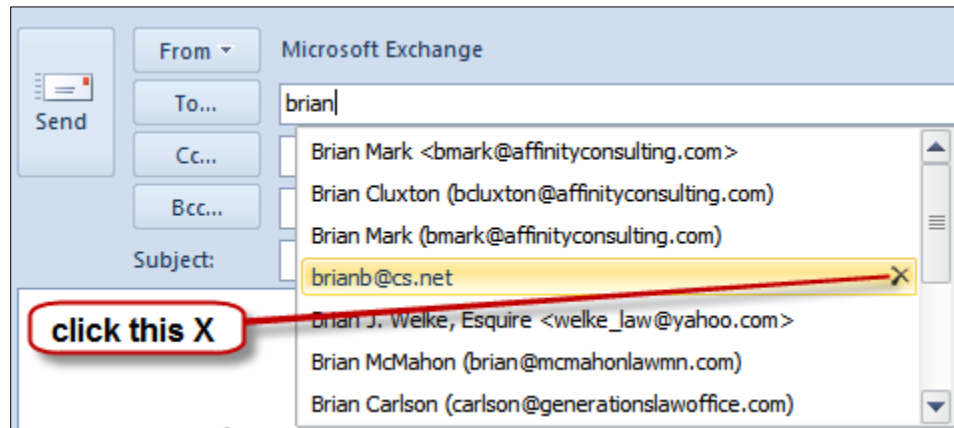 From
Microsoft Exchange
Send
To...
brian
Cc...
Brian Mark <bmark@affinityconsulting.com>
Brian Cluxton (bcluxton@affinityconsulting.com)
Bcc...
Brian Mark (bmark@affinityconsulting.com)
Subject:
brianb@cs.net
click this X
Brian J. Welke, Esquire <welke_law@yahoo.com>
Brian McMahon (brian@mcmahonlawmn.com)
Brian Carlson (carlson@generationslawoffice.com)